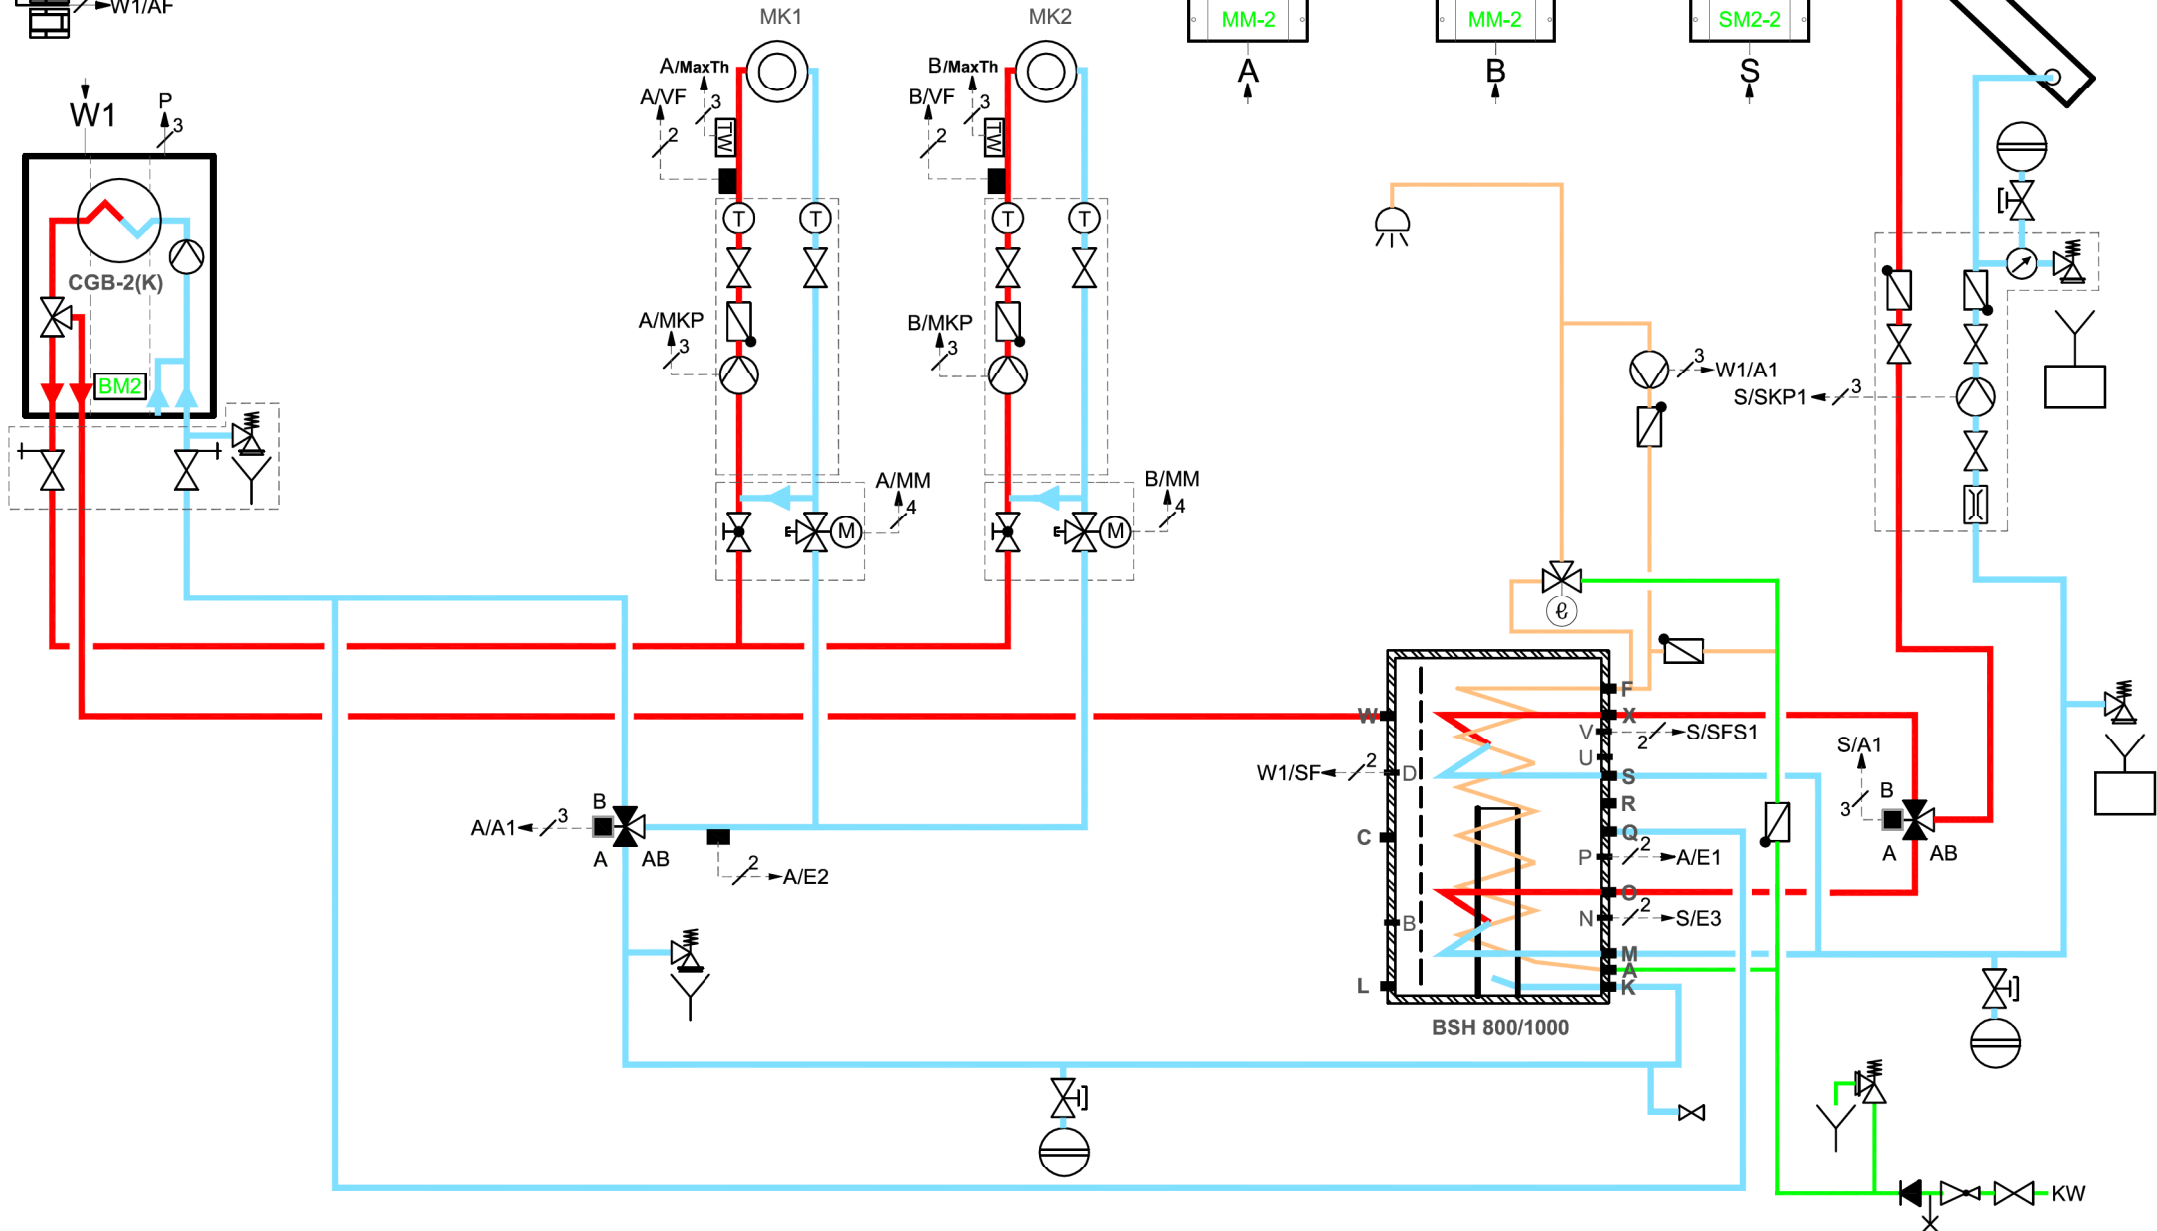 W1/AF
MK1
MK2
MM-2
MM-2
SM2-2
A
B
S
A/MaxTh
B/MaxTh
A/VF
3
B/VF
3
W1
P
3
2
TW
2
TW
T
T
T
T
CGB-2(K)
A/MKP
3
B/MKP
3
BM2
W1/A1
3
S/SKP1
3
A/MM
4
B/MM
4
M
M
F
W
X
V
2
S/SFS1
U
S/A1
W1/SF
2
D
S
B
3
R
B
A/A1
3
C
Q
A
AB
P
2
A/E1
A
AB
2
A/E2
O
B
N
2
S/E3
M
A
L
K
BSH 800/1000
KW